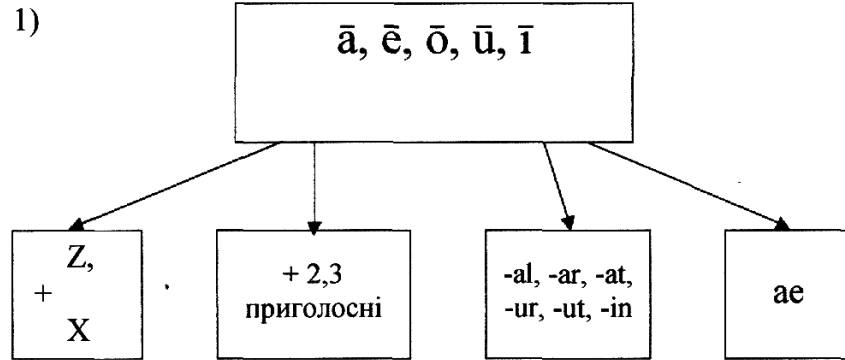 1)
ā, ē, ō, ū, ī
Z,
+
X
+ 2,3
приголосні
-al, -ar, -at,
-ur, -ut, -in
ae